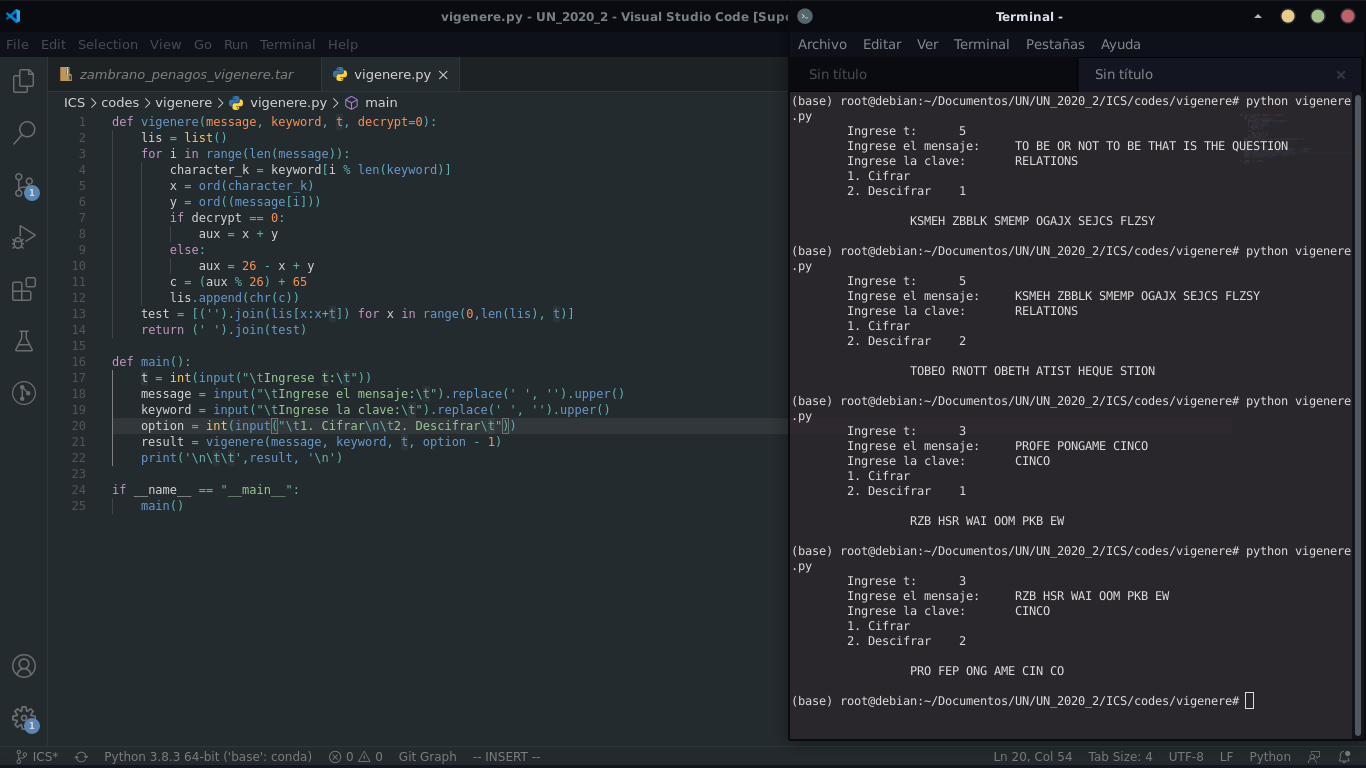 vigenere.py - UN_2020_2 - Visual Studio Code [Supe
File Edit Selection View Go Run Terminal Help
zambrano_penagos_vigenere.tar vigenere.py
ICS > codes > vigenere > vigenere.py > main
1 def vigenere(message, keyword, t, decrypt=0):
2     lis = list()
3     for i in range(len(message)):
4         character_k = keyword[i % len(keyword)]
5         x = ord(character_k)
6         y = ord((message[i]))
7         if decrypt == 0:
8             aux = x + y
9         else:
10             aux = 26 - x + y
11         c = (aux % 26) + 65
12         lis.append(chr(c))
13     test = [('').join(lis[x:x+t]) for x in range(0,len(lis), t)]
14     return (' ').join(test)
15
16 def main():
17     t = int(input("\tIngrese t:\t"))
18     message = input("\tIngrese el mensaje:\t").replace(' ', '').upper()
19     keyword = input("\tIngrese la clave:\t").replace(' ', '').upper()
20     option = int(input("\t1. Cifrar\n\t2. Descifrar\t"))
21     result = vigenere(message, keyword, t, option - 1)
22     print('\n\t\t',result, '\n')
23
24 if __name__ == "__main__":
25     main()
1
1
ICS* Python 3.8.3 64-bit ('base': conda) 0 0 Git Graph -- INSERT --
Ln 20, Col 54 Tab Size: 4 UTF-8 LF Python
Terminal -
Archivo Editar Ver Terminal Pestañas Ayuda
Sin título Sin título
(base) root@debian:~/Documentos/UN/UN_2020_2/ICS/codes/vigenere# python vigenere
.py
Ingrese t: 5
Ingrese el mensaje: TO BE OR NOT TO BE THAT IS THE QUESTION
Ingrese la clave: RELATIONS
1. Cifrar
2. Descifrar 1
KSMEH ZBBLK SMEMP OGAJX SEJCS FLZSY
(base) root@debian:~/Documentos/UN/UN_2020_2/ICS/codes/vigenere# python vigenere
.py
Ingrese t: 5
Ingrese el mensaje: KSMEH ZBBLK SMEMP OGAJX SEJCS FLZSY
Ingrese la clave: RELATIONS
1. Cifrar
2. Descifrar 2
TOBEO RNOTT OBETH ATIST HEQUE STION
(base) root@debian:~/Documentos/UN/UN_2020_2/ICS/codes/vigenere# python vigenere
.py
Ingrese t: 3
Ingrese el mensaje: PROFE PONGAME CINCO
Ingrese la clave: CINCO
1. Cifrar
2. Descifrar 1
RZB HSR WAI OOM PKB EW
(base) root@debian:~/Documentos/UN/UN_2020_2/ICS/codes/vigenere# python vigenere
.py
Ingrese t: 3
Ingrese el mensaje: RZB HSR WAI OOM PKB EW
Ingrese la clave: CINCO
1. Cifrar
2. Descifrar 2
PRO FEP ONG AME CIN CO
(base) root@debian:~/Documentos/UN/UN_2020_2/ICS/codes/vigenere#